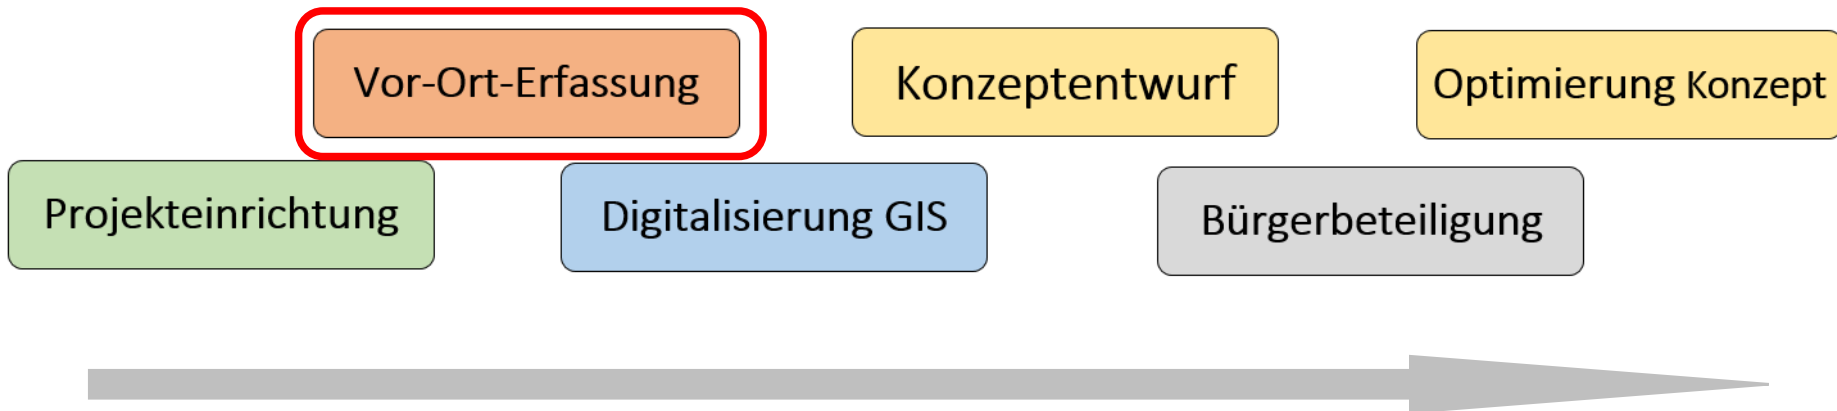 Vor-Ort-Erfassung
Konzeptentwurf
Optimierung Konzept
Projekteinrichtung
Digitalisierung GIS
Bürgerbeteiligung